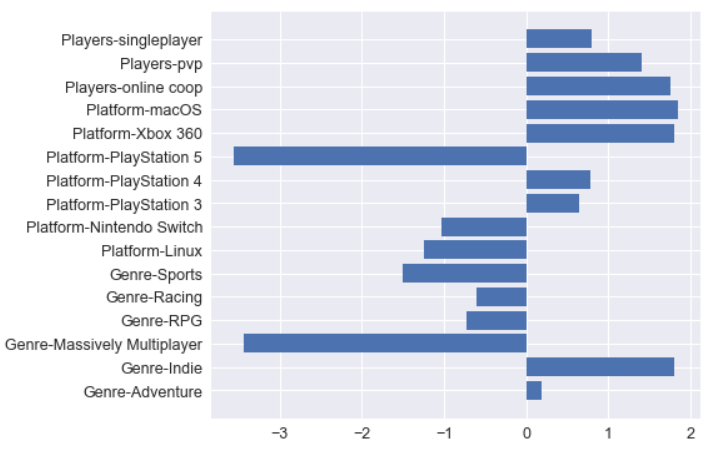 Players-singleplayer
Players-pvp
Players-online coop
Platform-macOS
Platform-Xbox 360
Platform-PlayStation 5
Platform-PlayStation 4
Platform-PlayStation 3
Platform-Nintendo Switch
Platform-Linux
Genre-Sports
Genre-Racing
Genre-RPG
Genre-Massively Multiplayer
Genre-Indie
Genre-Adventure
−3 −2 −1 0 1 2